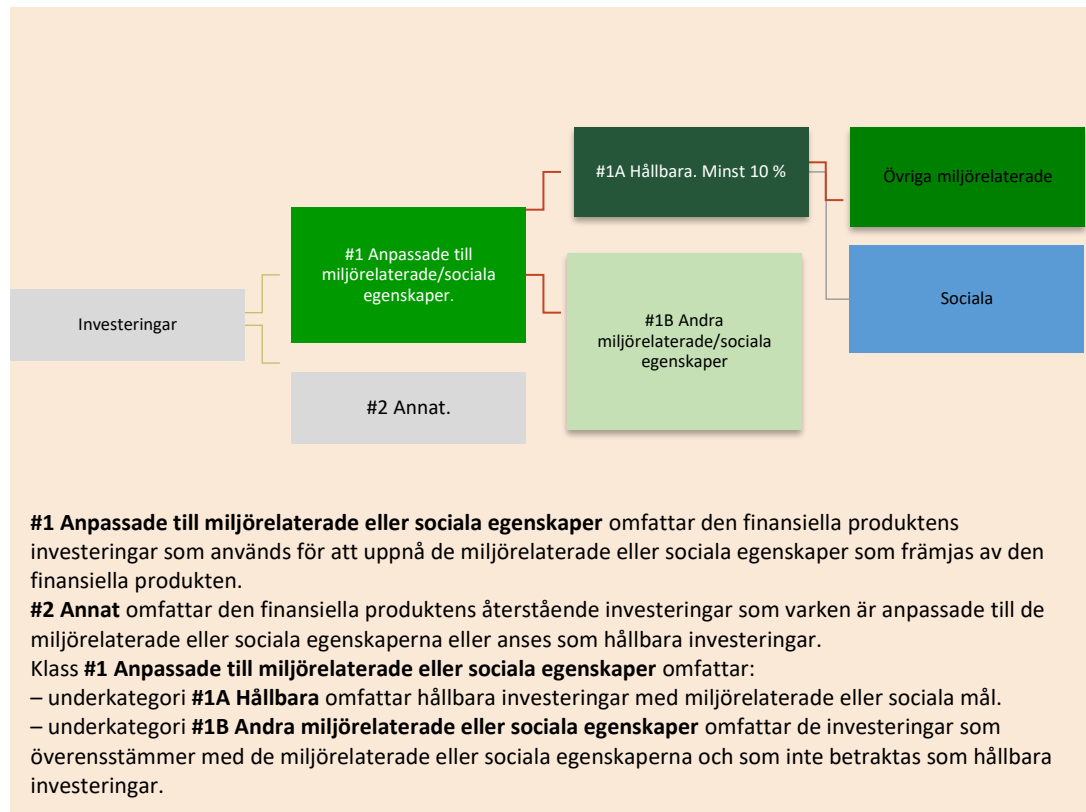 Investeringar
#1 Anpassade till
miljörelaterade/sociala
egenskaper.
#2 Annat.
#1A Hållbara. Minst 10 %
#1B Andra
miljörelaterade/sociala
egenskaper
Övriga miljörelaterade
Sociala
#1 Anpassade till miljörelaterade eller sociala egenskaper omfattar den finansiella produktens
investeringar som används för att uppnå de miljörelaterade eller sociala egenskaper som främjas av den
finansiella produkten.
#2 Annat omfattar den finansiella produktens återstående investeringar som varken är anpassade till de
miljörelaterade eller sociala egenskaperna eller anses som hållbara investeringar.
Klass #1 Anpassade till miljörelaterade eller sociala egenskaper omfattar:
– underkategori #1A Hållbara omfattar hållbara investeringar med miljörelaterade eller sociala mål.
– underkategori #1B Andra miljörelaterade eller sociala egenskaper omfattar de investeringar som
överensstämmer med de miljörelaterade eller sociala egenskaperna och som inte betraktas som hållbara
investeringar.